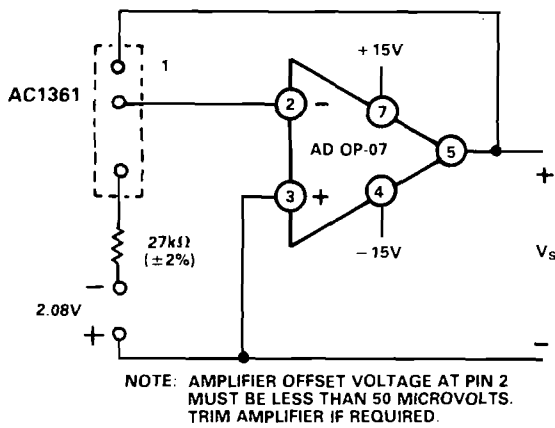 1
AC1361
+15V
2
−
7
AD OP-07
5
3
+
4
−15V
+
27kΩ
(±2%)
−
2.08V
+
Vs
−
NOTE: AMPLIFIER OFFSET VOLTAGE AT PIN 2
MUST BE LESS THAN 50 MICROVOLTS.
TRIM AMPLIFIER IF REQUIRED.